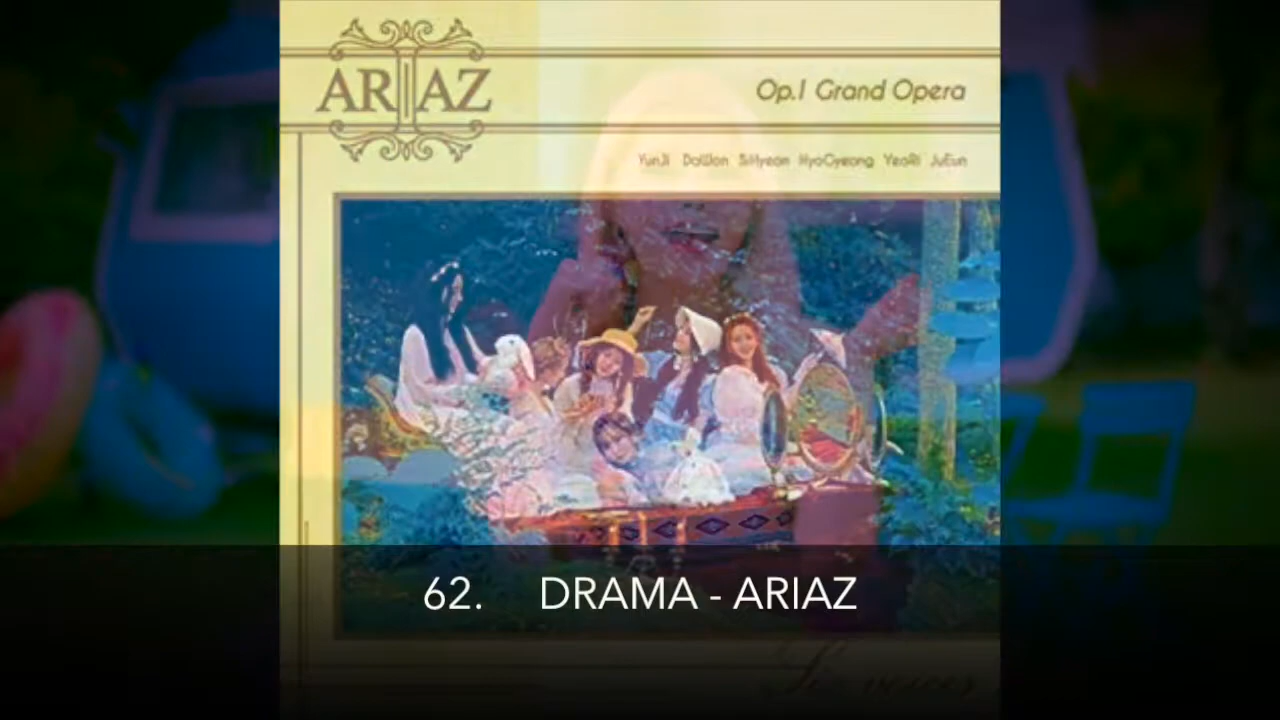 ARIAZ
Op.1 Grand Opera
YunJi DaWon SiHyeon HyoGyeong YeoRi JuEun
62. DRAMA - ARIAZ